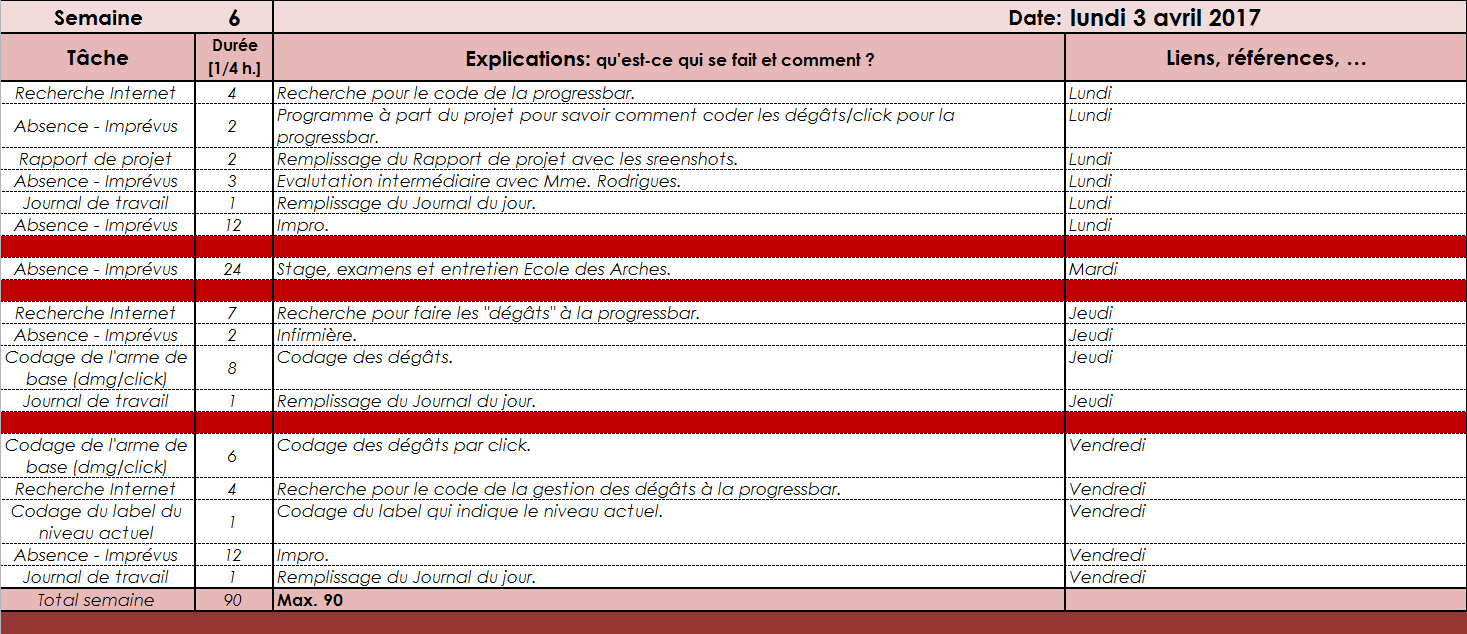 Semaine 6 Date: lundi 3 avril 2017
Tâche Durée [1/4 h.] Explications: qu'est-ce qui se fait et comment ? Liens, références, ...
Recherche Internet 4 Recherche pour le code de la progressbar. Lundi
Absence - Imprévus 2 Programme à part du projet pour savoir comment coder les dégâts/click pour la Lundi
progressbar.
Rapport de projet 2 Remplissage du Rapport de projet avec les sreenshots. Lundi
Absence - Imprévus 3 Evalutation intermédiaire avec Mme. Rodrigues. Lundi
Journal de travail 1 Remplissage du Journal du jour. Lundi
Absence - Imprévus 12 Impro. Lundi
Absence - Imprévus 24 Stage, examens et entretien Ecole des Arches. Mardi
Recherche Internet 7 Recherche pour faire les "dégâts" à la progressbar. Jeudi
Absence - Imprévus 2 Infirmière. Jeudi
Codage de l'arme de 8 Codage des dégâts. Jeudi
base (dmg/click)
Journal de travail 1 Remplissage du Journal du jour. Jeudi
Codage de l'arme de 6 Codage des dégâts par click. Vendredi
base (dmg/click)
Recherche Internet 4 Recherche pour le code de la gestion des dégâts à la progressbar. Vendredi
Codage du label du 1 Codage du label qui indique le niveau actuel. Vendredi
niveau actuel
Absence - Imprévus 12 Impro. Vendredi
Journal de travail 1 Remplissage du Journal du jour. Vendredi
Total semaine 90 Max. 90